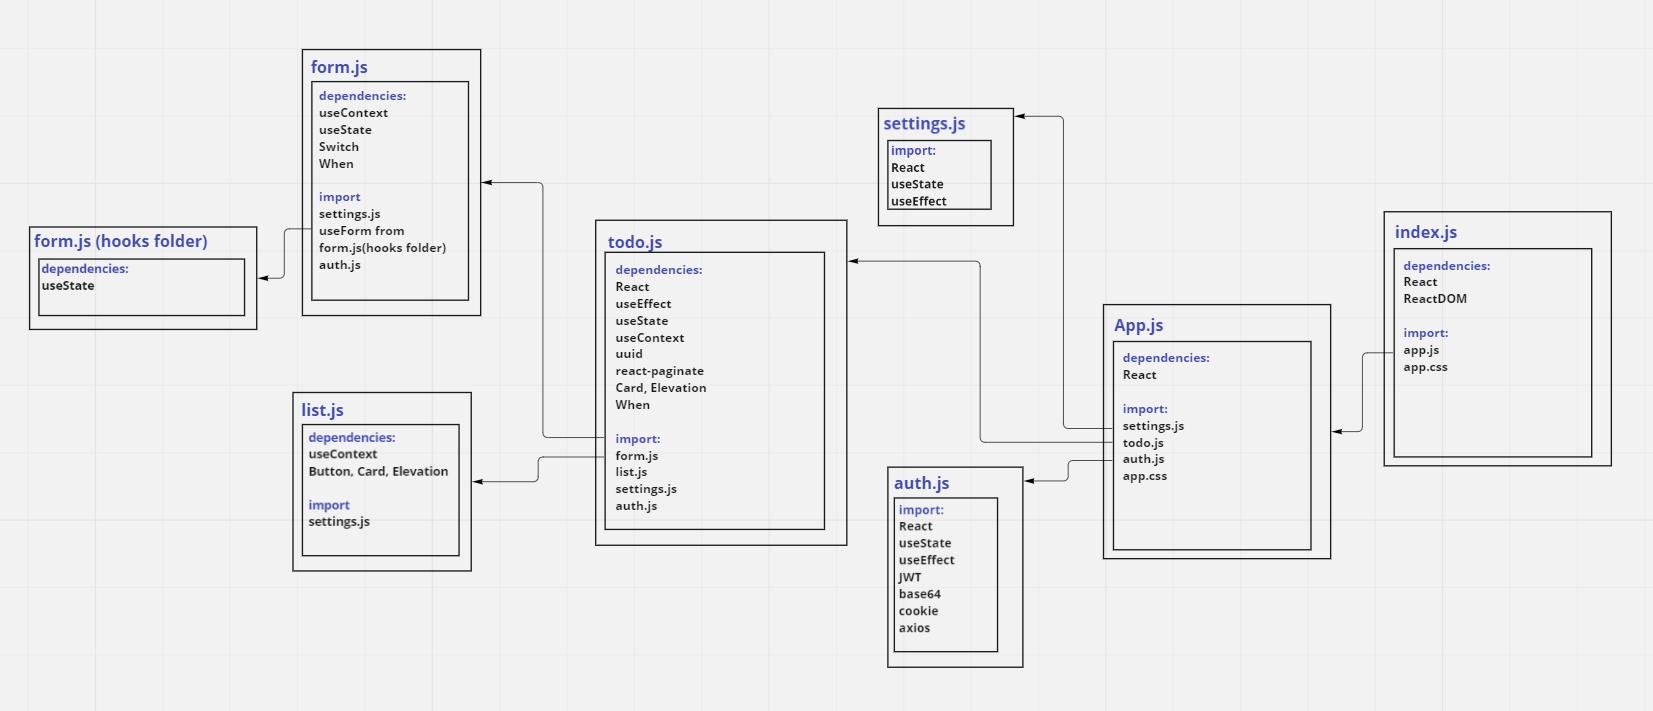 form.js
dependencies:
useContext
useState
Switch
When
import
settings.js
useForm from
form.js(hooks folder)
auth.js
form.js (hooks folder)
dependencies:
useState
list.js
dependencies:
useContext
Button, Card, Elevation
import
settings.js
todo.js
dependencies:
React
useEffect
useState
useContext
uuid
react-paginate
Card, Elevation
When
import:
form.js
list.js
settings.js
auth.js
settings.js
import:
React
useState
useEffect
auth.js
import:
React
useState
useEffect
JWT
base64
cookie
axios
App.js
dependencies:
React
import:
settings.js
todo.js
auth.js
app.css
index.js
dependencies:
React
ReactDOM
import:
app.js
app.css